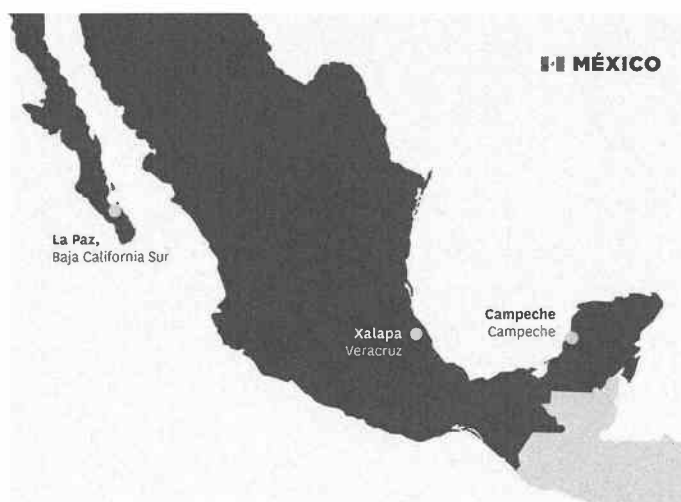 MÉXICO
La Paz,
Baja California Sur
Xalapa
Veracruz
Campeche
Campeche